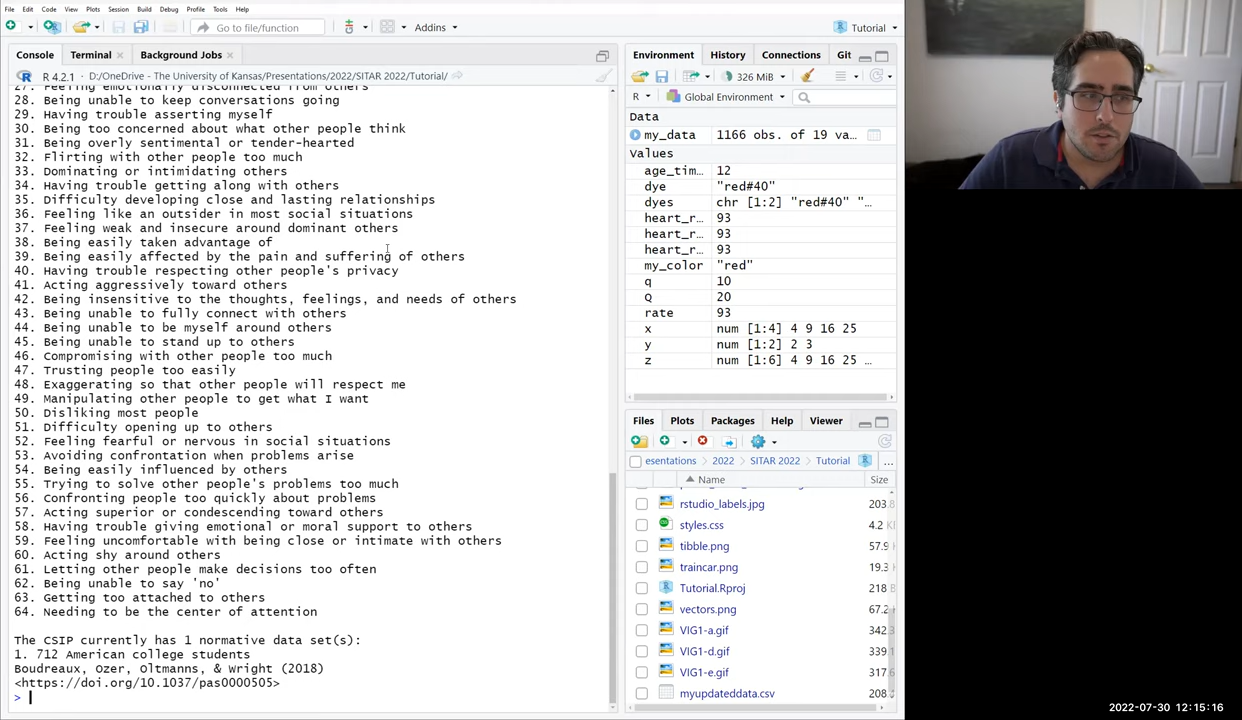 File Edit Code View Plots Session Build Debug Profile Tools Help
Go to file/function Addins Tutorial
Console Terminal Background Jobs
R 4.2.1 . D:/OneDrive - The University of Kansas/Presentations/2022/SITAR 2022/Tutorial/
27. Feeling emotionally disconnected from others
28. Being unable to keep conversations going
29. Having trouble asserting myself
30. Being too concerned about what other people think
31. Being overly sentimental or tender-hearted
32. Flirting with other people too much
33. Dominating or intimidating others
34. Having trouble getting along with others
35. Difficulty developing close and lasting relationships
36. Feeling like an outsider in most social situations
37. Feeling weak and insecure around dominant others
38. Being easily taken advantage of
39. Being easily affected by the pain and suffering of others
40. Having trouble respecting other people's privacy
41. Acting aggressively toward others
42. Being insensitive to the thoughts, feelings, and needs of others
43. Being unable to fully connect with others
44. Being unable to be myself around others
45. Being unable to stand up to others
46. Compromising with other people too much
47. Trusting people too easily
48. Exaggerating so that other people will respect me
49. Manipulating other people to get what I want
50. Disliking most people
51. Difficulty opening up to others
52. Feeling fearful or nervous in social situations
53. Avoiding confrontation when problems arise
54. Being easily influenced by others
55. Trying to solve other people's problems too much
56. Confronting people too quickly about problems
57. Acting superior or condescending toward others
58. Having trouble giving emotional or moral support to others
59. Feeling uncomfortable with being close or intimate with others
60. Acting shy around others
61. Letting other people make decisions too often
62. Being unable to say 'no'
63. Getting too attached to others
64. Needing to be the center of attention
The CSIP currently has 1 normative data set(s):
1. 712 American college students
Boudreaux, Ozer, Oltmanns, & Wright (2018)
<https://doi.org/10.1037/pas0000505>
>
Environment History Connections Git
326 MiB
R Global Environment
Data
my_data 1166 obs. of 19 va...
Values
age_tim... 12
dye "red#40"
dyes chr [1:2] "red#40" "...
heart_r... 93
heart_r... 93
heart_r... 93
my_color "red"
q 10
Q 20
rate 93
x num [1:4] 4 9 16 25
y num [1:2] 2 3
z num [1:6] 4 9 16 25 ...
Files Plots Packages Help Viewer
esentations 2022 SITAR 2022 Tutorial ...
Name Size
rstudio_labels.jpg 203.8
styles.css 4.2 K
tibble.png 57.9
traincar.png 19.3
Tutorial.Rproj 218 B
vectors.png 67.2
VIG1-a.gif 342.
VIG1-d.gif 339.
VIG1-e.gif 317.
myupdateddata.csv 208.
2022-07-30 12:15:16